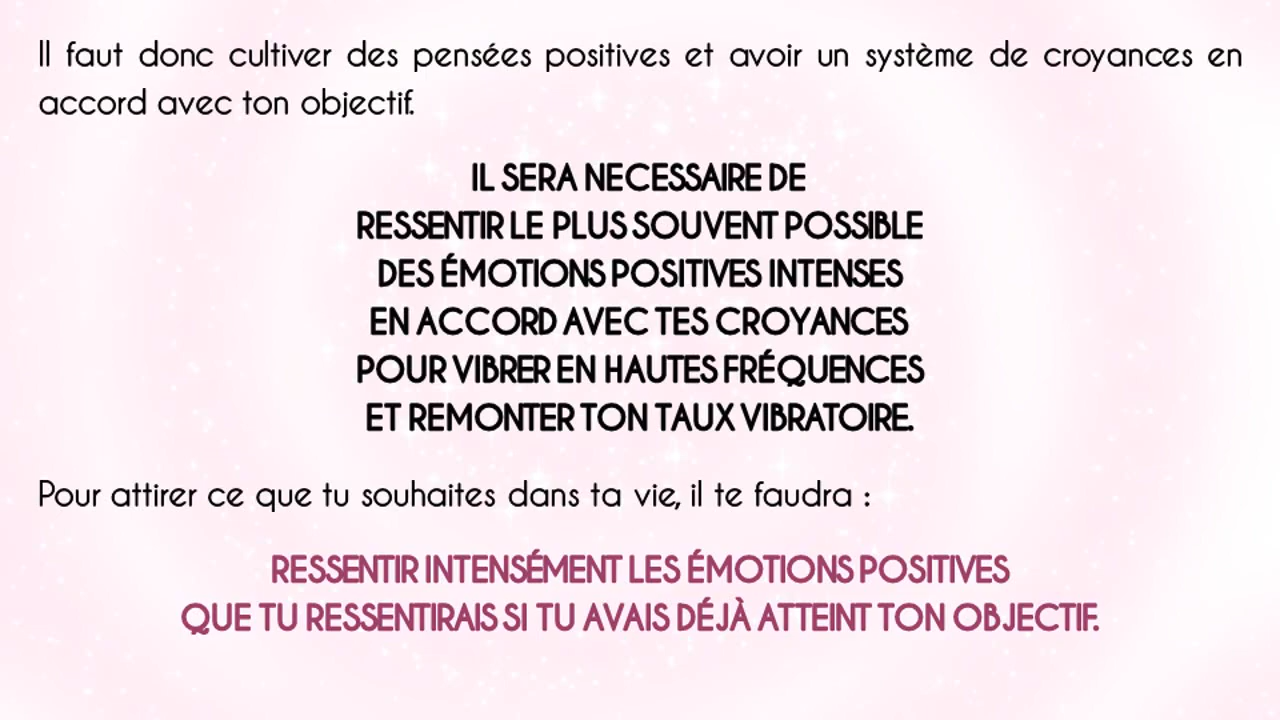 Il faut donc cultiver des pensées positives et avoir un système de croyances en
accord avec ton objectif.
IL SERA NECESSAIRE DE
RESSENTIR LE PLUS SOUVENT POSSIBLE
DES ÉMOTIONS POSITIVES INTENSES
EN ACCORD AVEC TES CROYANCES
POUR VIBRER EN HAUTES FRÉQUENCES
ET REMONTER TON TAUX VIBRATOIRE.
Pour attirer ce que tu souhaites dans ta vie, il te faudra :
RESSENTIR INTENSÉMENT LES ÉMOTIONS POSITIVES
QUE TU RESSENTIRAIS SI TU AVAIS DÉJÀ ATTEINT TON OBJECTIF.